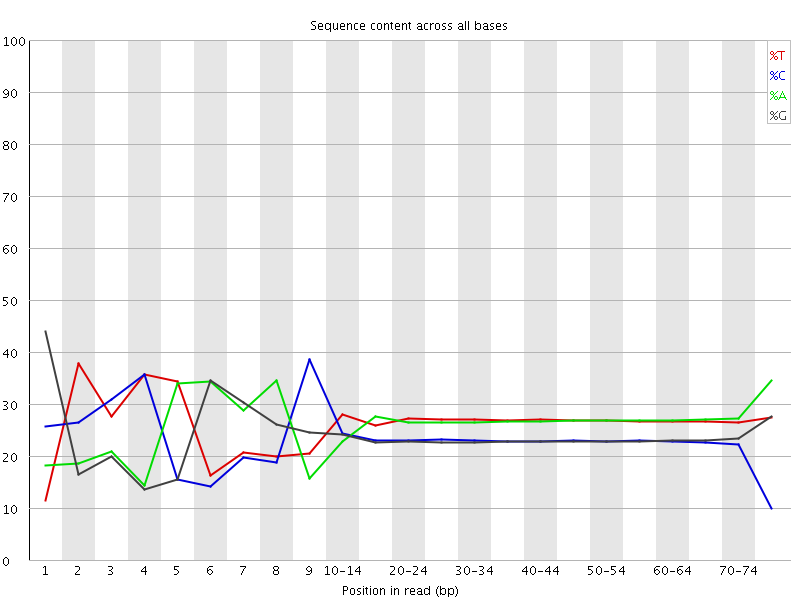 Sequence content across all bases
100
90
80
70
60
50
40
30
20
10
0
%T
%C
%A
%G
1 2 3 4 5 6 7 8 9 10-14 20-24 30-34 40-44 50-54 60-64 70-74
Position in read (bp)